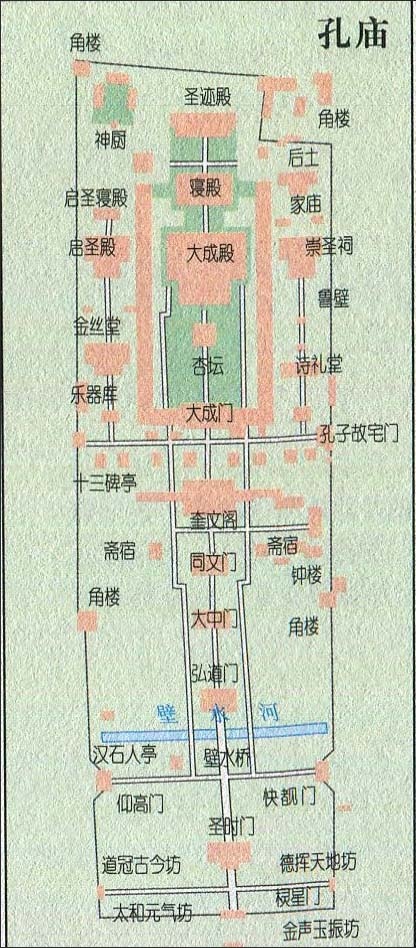 孔庙
角楼
圣迹殿
角楼
神厨
后土
启圣寝殿
寝殿
家庙
启圣殿
大成殿
崇圣祠
鲁壁
金丝堂
杏坛
诗礼堂
乐器库
大成门
孔子故宅门
十三碑亭
奎文阁
斋宿
同文门
斋宿
钟楼
角楼
大中门
角楼
弘道门
壁水河
汉石人亭
壁水桥
仰高门
快覩门
圣时门
道冠古今坊
德挥天地坊
棂星门
太和元气坊
金声玉振坊